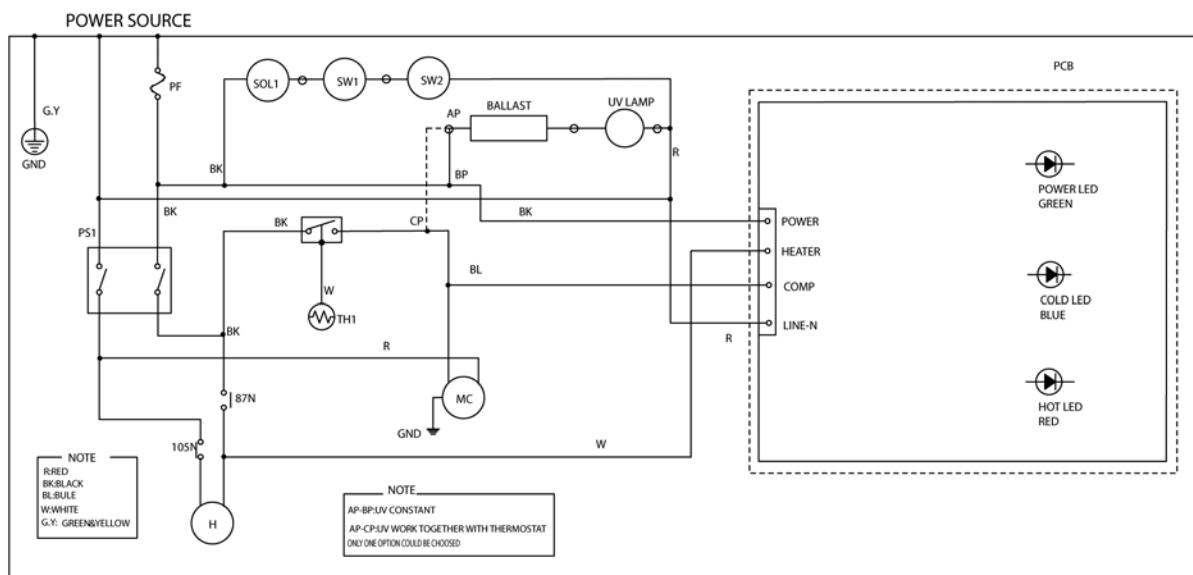 POWER SOURCE
PF
SOL1
SW1
SW2
PCB
G.Y
GND
AP
BALLAST
UV LAMP
BK
BP
R
POWER LED
GREEN
BK
PS1
BK
CP
BK
POWER
HEATER
BL
COMP
W
TH1
COLD LED
BLUE
BK
LINE-N
R
R
87N
MC
GND
HOT LED
RED
105N
W
H
NOTE
R:RED
BK:BLACK
BL:BULE
W:WHITE
G.Y: GREEN&YELLOW
NOTE
AP-BP:UV CONSTANT
AP-CP:UV WORK TOGETHER WITH THERMOSTAT
ONLY ONE OPTION COULD BE CHOOSED